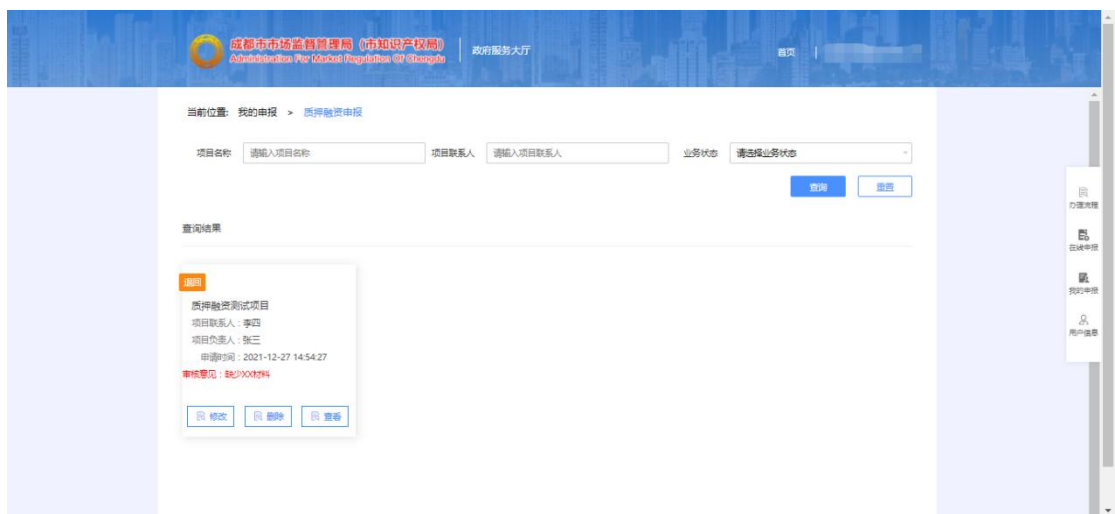 成都市市场监督管理局（市知识产权局）
Administration For Market Regulation Of Chengdu
政府服务大厅
首页 |
当前位置: 我的申报 > 质押融资申报
项目名称 请输入项目名称 项目联系人 请输入项目联系人 业务状态 请选择业务状态
查询 重置
查询结果
退回
质押融资测试项目
项目联系人 : 李四
项目负责人 : 张三
申请时间 : 2021-12-27 14:54:27
审核意见 : 缺少XX材料
修改 删除 查看
办理流程
在线申报
我的申报
用户信息